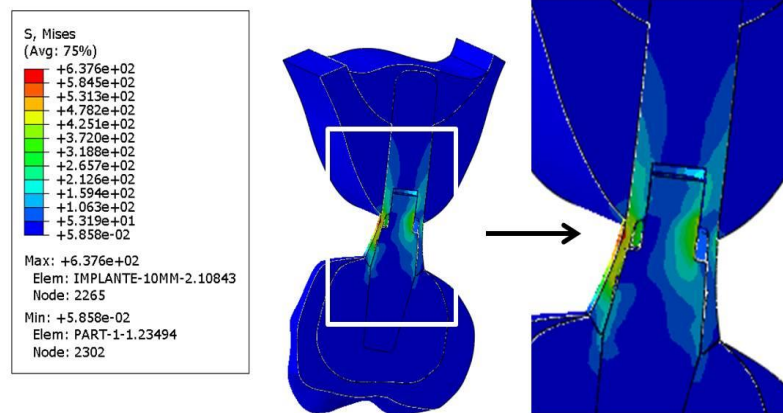 S, Mises
(Avg: 75%)
+6.376e+02
+5.845e+02
+5.313e+02
+4.782e+02
+4.251e+02
+3.720e+02
+3.188e+02
+2.657e+02
+2.126e+02
+1.594e+02
+1.063e+02
+5.319e+01
+5.858e-02
Max: +6.376e+02
Elem: IMPLANTE-10MM-2.10843
Node: 2265
Min: +5.858e-02
Elem: PART-1-1.23494
Node: 2302